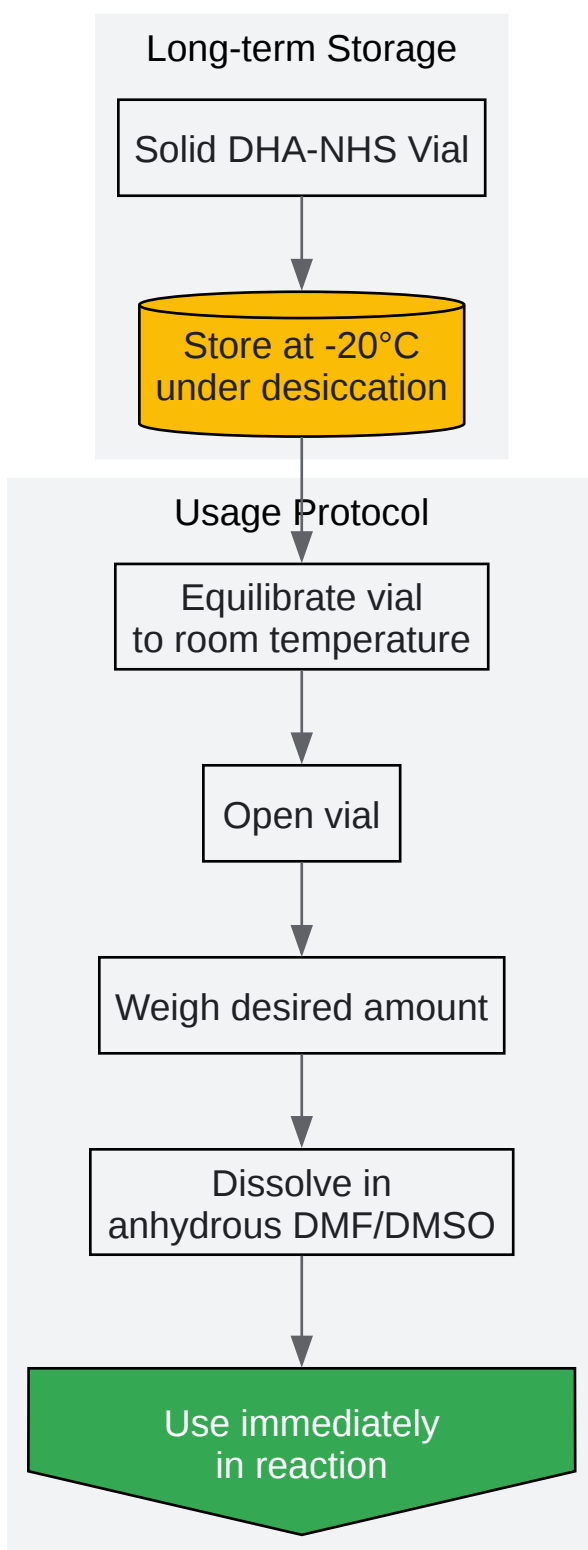 Long-term Storage
Solid DHA-NHS Vial
Store at -20°C
under desiccation
Usage Protocol
Equilibrate vial
to room temperature
Open vial
Weigh desired amount
Dissolve in
anhydrous DMF/DMSO
Use immediately
in reaction